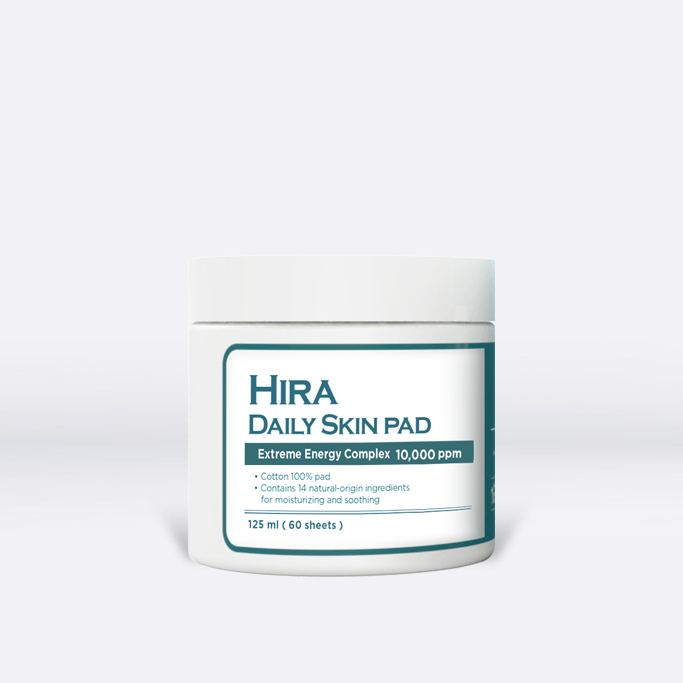 HIRA
DAILY SKIN PAD
Extreme Energy Complex 10,000 ppm
• Cotton 100% pad
• Contains 14 natural-origin ingredients
for moisturizing and soothing
125 ml ( 60 sheets )